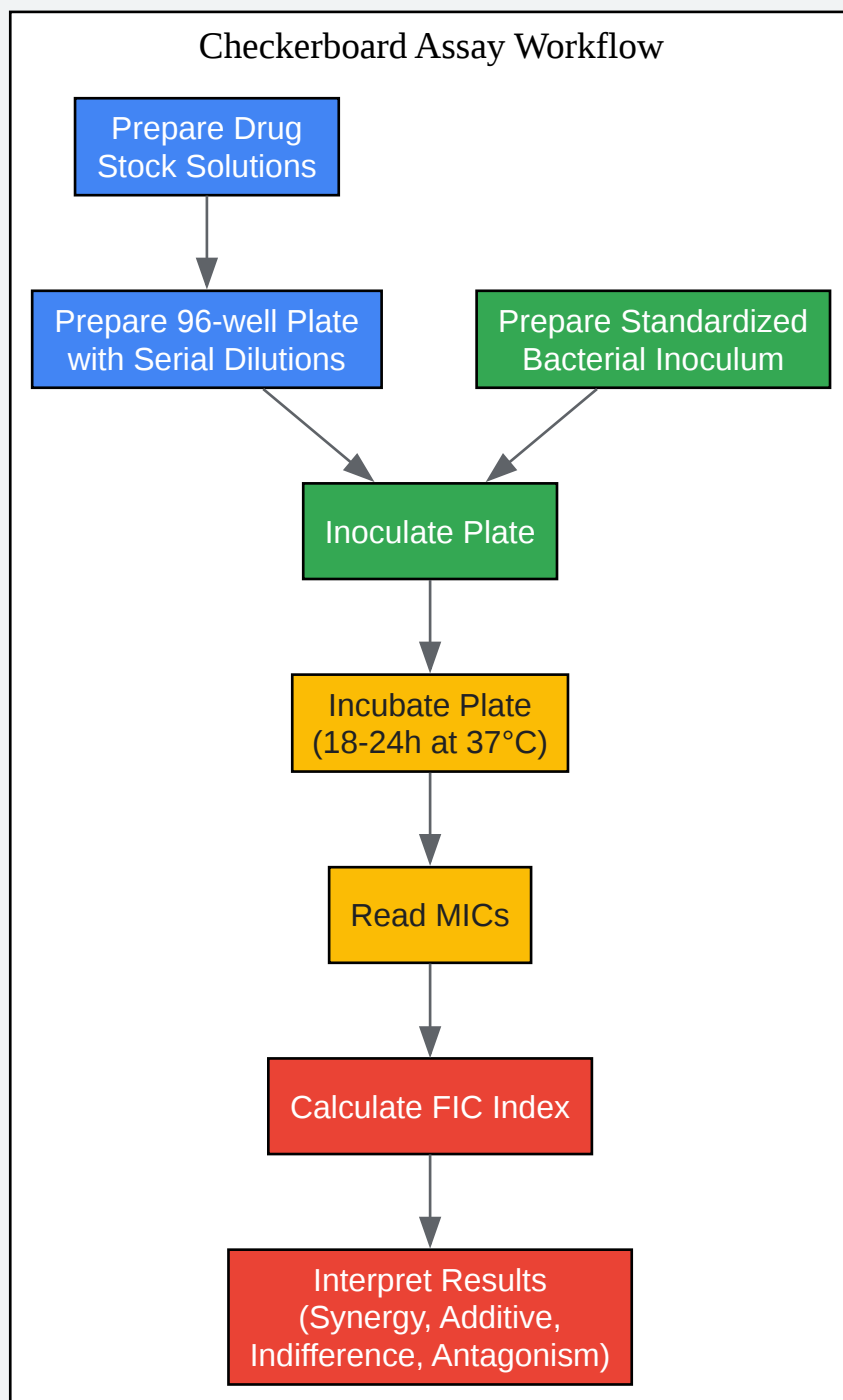 Checkerboard Assay Workflow
Prepare Drug
Stock Solutions
Prepare 96-well Plate
with Serial Dilutions
Prepare Standardized
Bacterial Inoculum
Inoculate Plate
Incubate Plate
(18-24h at 37°C)
Read MICs
Calculate FIC Index
Interpret Results
(Synergy, Additive,
Indifference, Antagonism)